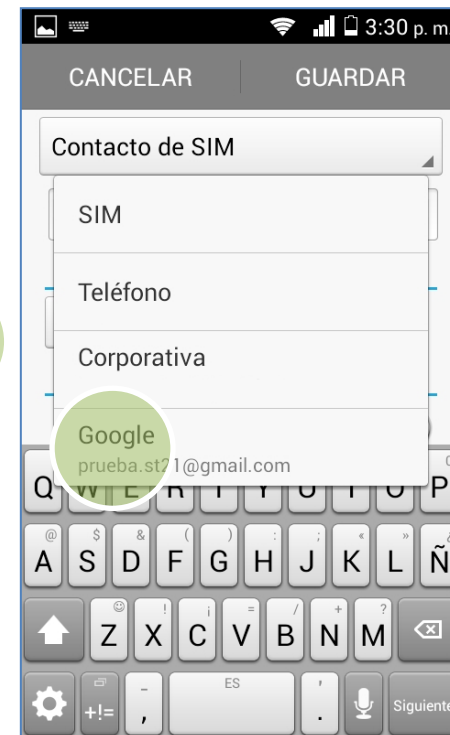 3:30 p. m.
CANCELAR GUARDAR
Contacto de SIM
SIM
Teléfono
Corporativa
Google
prueba.st21@gmail.com
Q W E R T Y U I O P
@ $ & ( ) : ; « »
A S D F G H J K L Ñ
! ¡ = / + ?
Z X C V B N M
ES
+!= - , ' . Siguiente